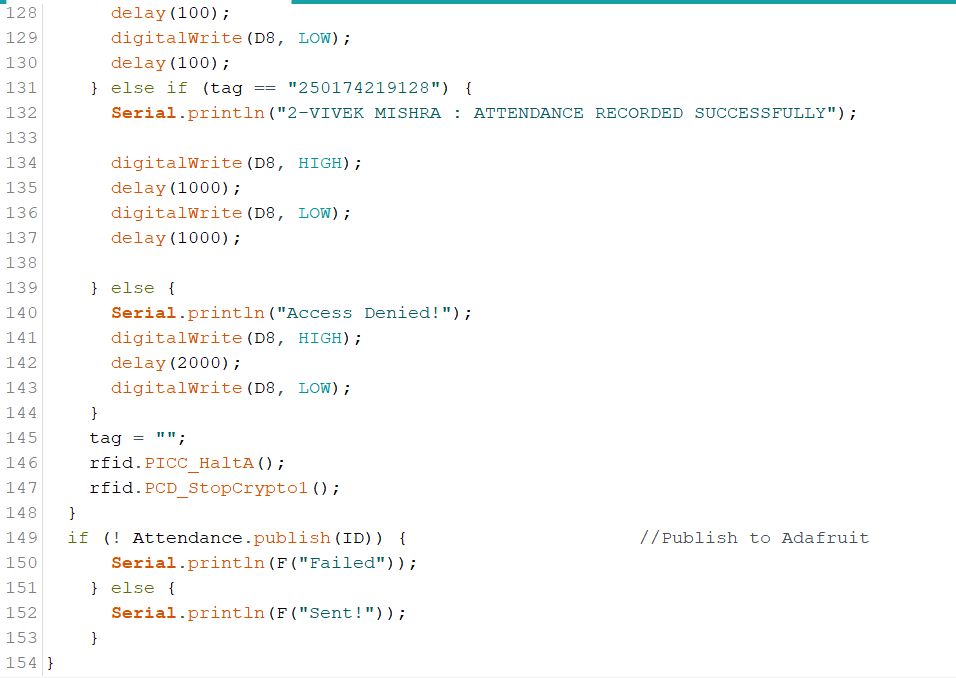 128       delay(100);
129       digitalWrite(D8, LOW);
130       delay(100);
131     } else if (tag == "250174219128") {
132       Serial.println("2-VIVEK MISHRA : ATTENDANCE RECORDED SUCCESSFULLY");
133
134       digitalWrite(D8, HIGH);
135       delay(1000);
136       digitalWrite(D8, LOW);
137       delay(1000);
138
139     } else {
140       Serial.println("Access Denied!");
141       digitalWrite(D8, HIGH);
142       delay(2000);
143       digitalWrite(D8, LOW);
144     }
145     tag = "";
146     rfid.PICC_HaltA();
147     rfid.PCD_StopCrypto1();
148   }
149   if (! Attendance.publish(ID)) {                     //Publish to Adafruit
150       Serial.println(F("Failed"));
151     } else {
152       Serial.println(F("Sent!"));
153     }
154 }